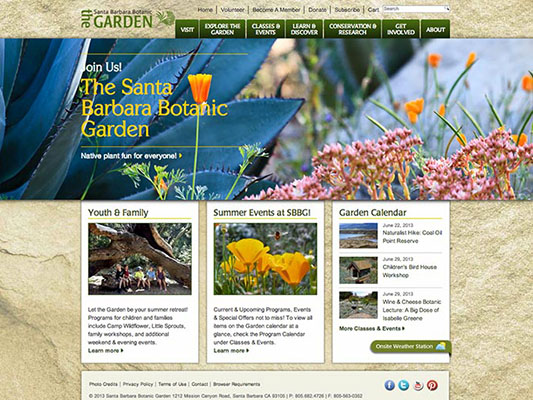 Santa Barbara Botanic
the GARDEN
Home Volunteer Become A Member Donate Subscribe Cart Search
VISIT
EXPLORE THE GARDEN
CLASSES & EVENTS
LEARN & DISCOVER
CONSERVATION & RESEARCH
GET INVOLVED
ABOUT
Join Us!
The Santa
Barbara Botanic
Garden
Native plant fun for everyone!
Youth & Family
Let the Garden be your summer retreat!
Programs for children and families
include Camp Wildflower, Little Sprouts,
family workshops, and additional
weekend & evening events.
Learn more
Summer Events at SBBG!
Current & Upcoming Programs, Events
& Special Offers not to miss! To view all
items on the Garden calendar at a
glance, check the Program Calendar
under Classes & Events.
Learn more
Garden Calendar
June 22, 2013
Naturalist Hike: Coal Oil
Point Reserve
June 29, 2013
Children's Bird House
Workshop
June 29, 2013
Wine & Cheese Botanic
Lecture: A Big Dose of
Isabelle Greene
More Classes & Events
Onsite Weather Station
Photo Credits | Privacy Policy | Terms of Use | Contact | Browser Requirements
© 2013 Santa Barbara Botanic Garden 1212 Mission Canyon Road, Santa Barbara CA 93105 | P: 805.682.4726 | F: 805-563-0352